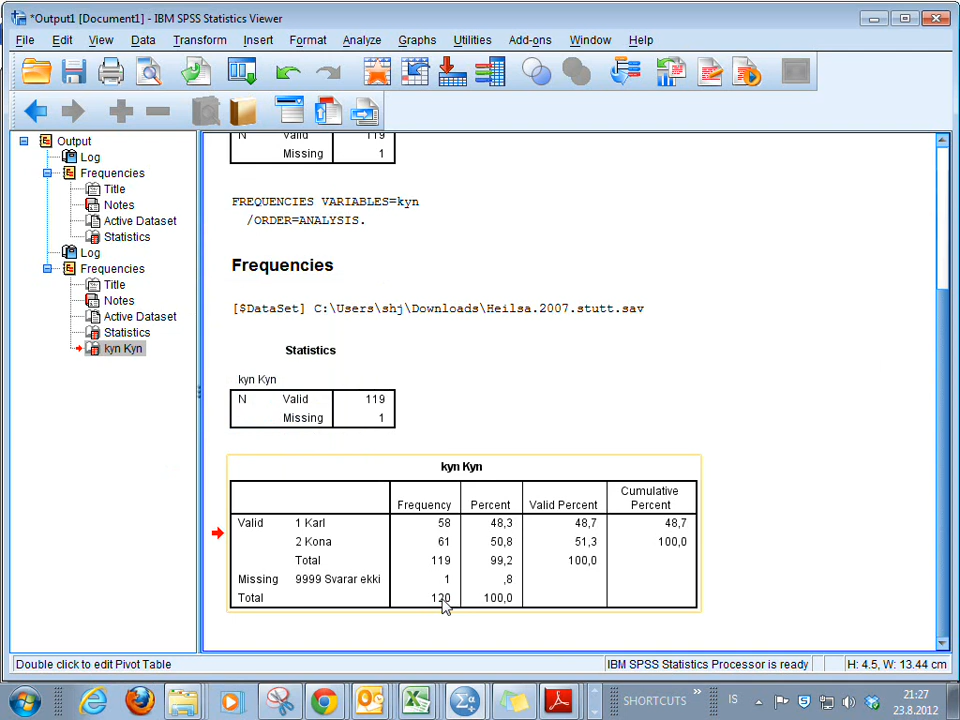 *Output1 [Document1] - IBM SPSS Statistics Viewer
File Edit View Data Transform Insert Format Analyze Graphs Utilities Add-ons Window Help
Output
Log
Frequencies
Title
Notes
Active Dataset
Statistics
Log
Frequencies
Title
Notes
Active Dataset
Statistics
kyn Kyn
N Valid 119
Missing 1
FREQUENCIES VARIABLES=kyn
/ORDER=ANALYSIS.
Frequencies
[$DataSet] C:\Users\shj\Downloads\Heilsa.2007.stutt.sav
Statistics
kyn Kyn
N Valid 119
Missing 1
kyn Kyn
Frequency Percent Valid Percent Cumulative Percent
Valid 1 Karl 58 48,3 48,7 48,7
2 Kona 61 50,8 51,3 100,0
Total 119 99,2 100,0
Missing 9999 Svarar ekki 1 ,8
Total 120 100,0
Double click to edit Pivot Table IBM SPSS Statistics Processor is ready H: 4.5, W: 13.44 cm
SHORTCUTS » IS 21:27
23.8.2012